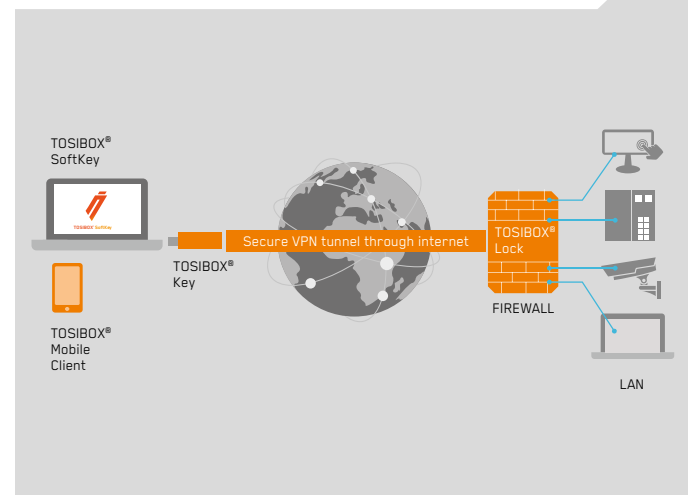 TOSIBOX®
SoftKey
TOSIBOX® SoftKey
TOSIBOX®
Key
TOSIBOX®
Mobile
Client
Secure VPN tunnel through internet
TOSIBOX®
Lock
FIREWALL
LAN